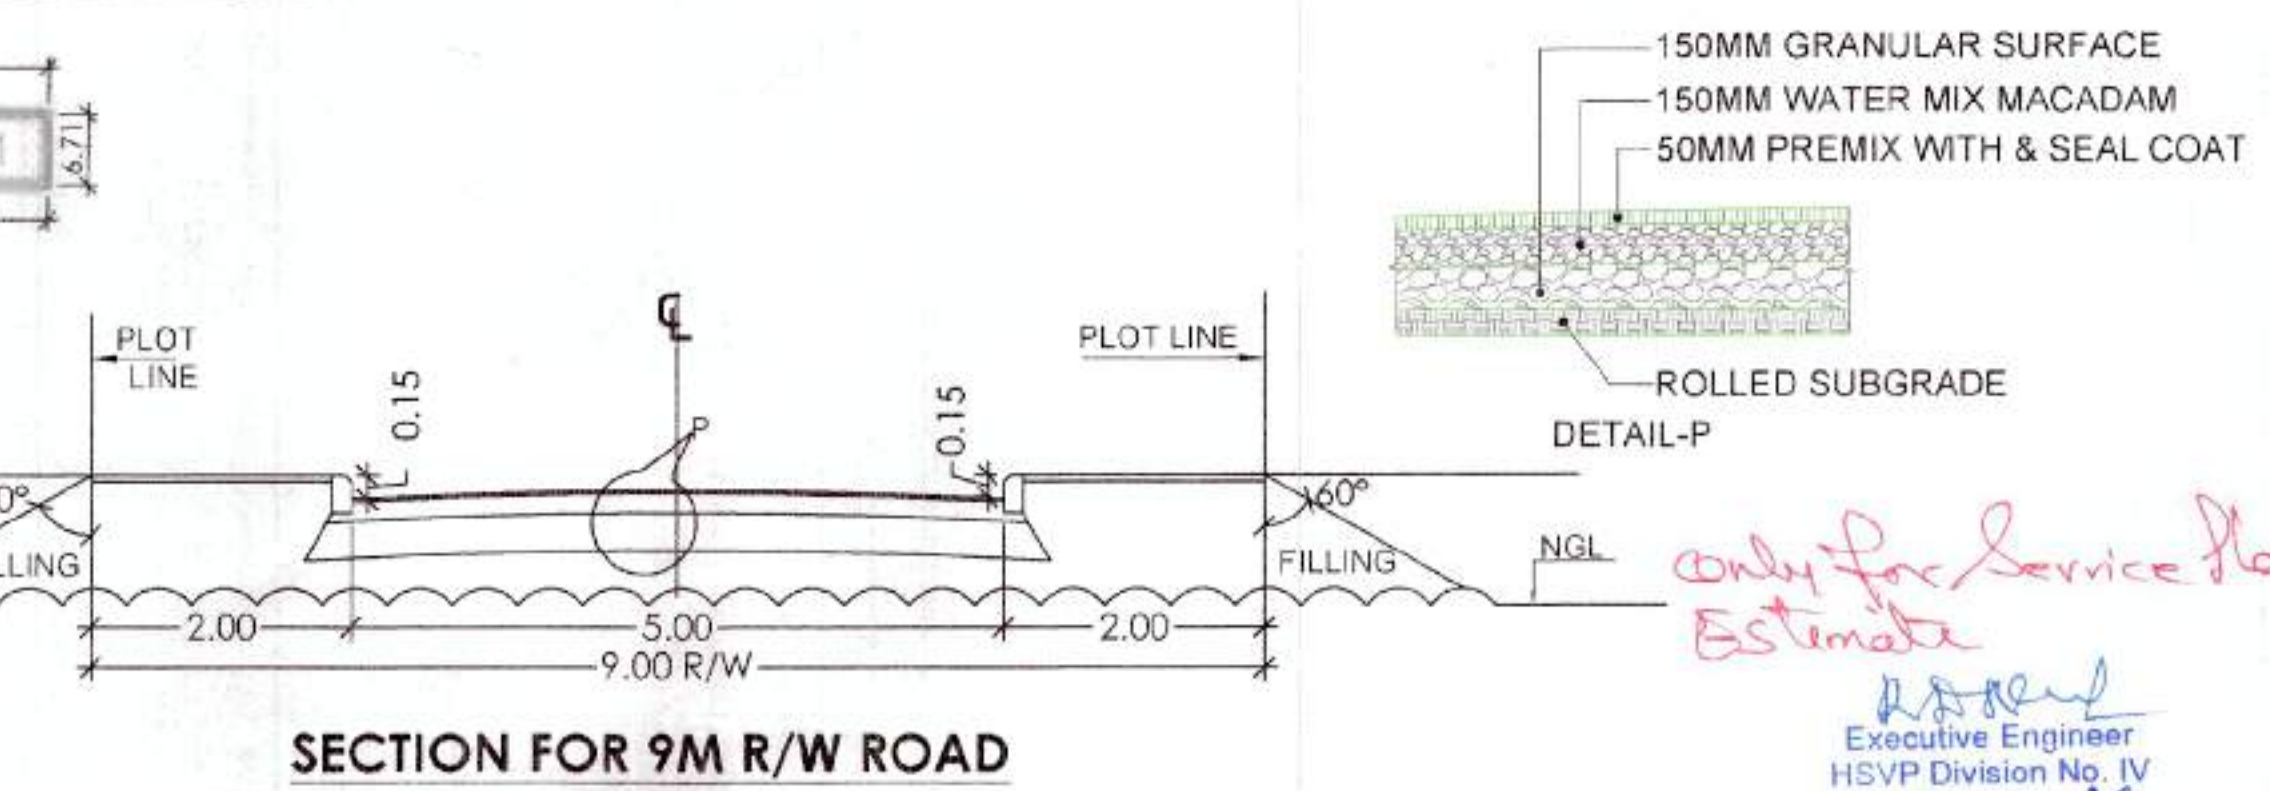 150MM GRANULAR SURFACE
150MM WATER MIX MACADAM
50MM PREMIX WITH & SEAL COAT
6.71
ROLLED SUBGRADE
DETAIL-P
PLOT
LINE
℄
PLOT LINE
0.15
P
0.15
0°
60°
LLING
FILLING
NGL
2.00
5.00
2.00
9.00 R/W
SECTION FOR 9M R/W ROAD
only for Service
Estimate
Executive Engineer
HSVP Division No. IV